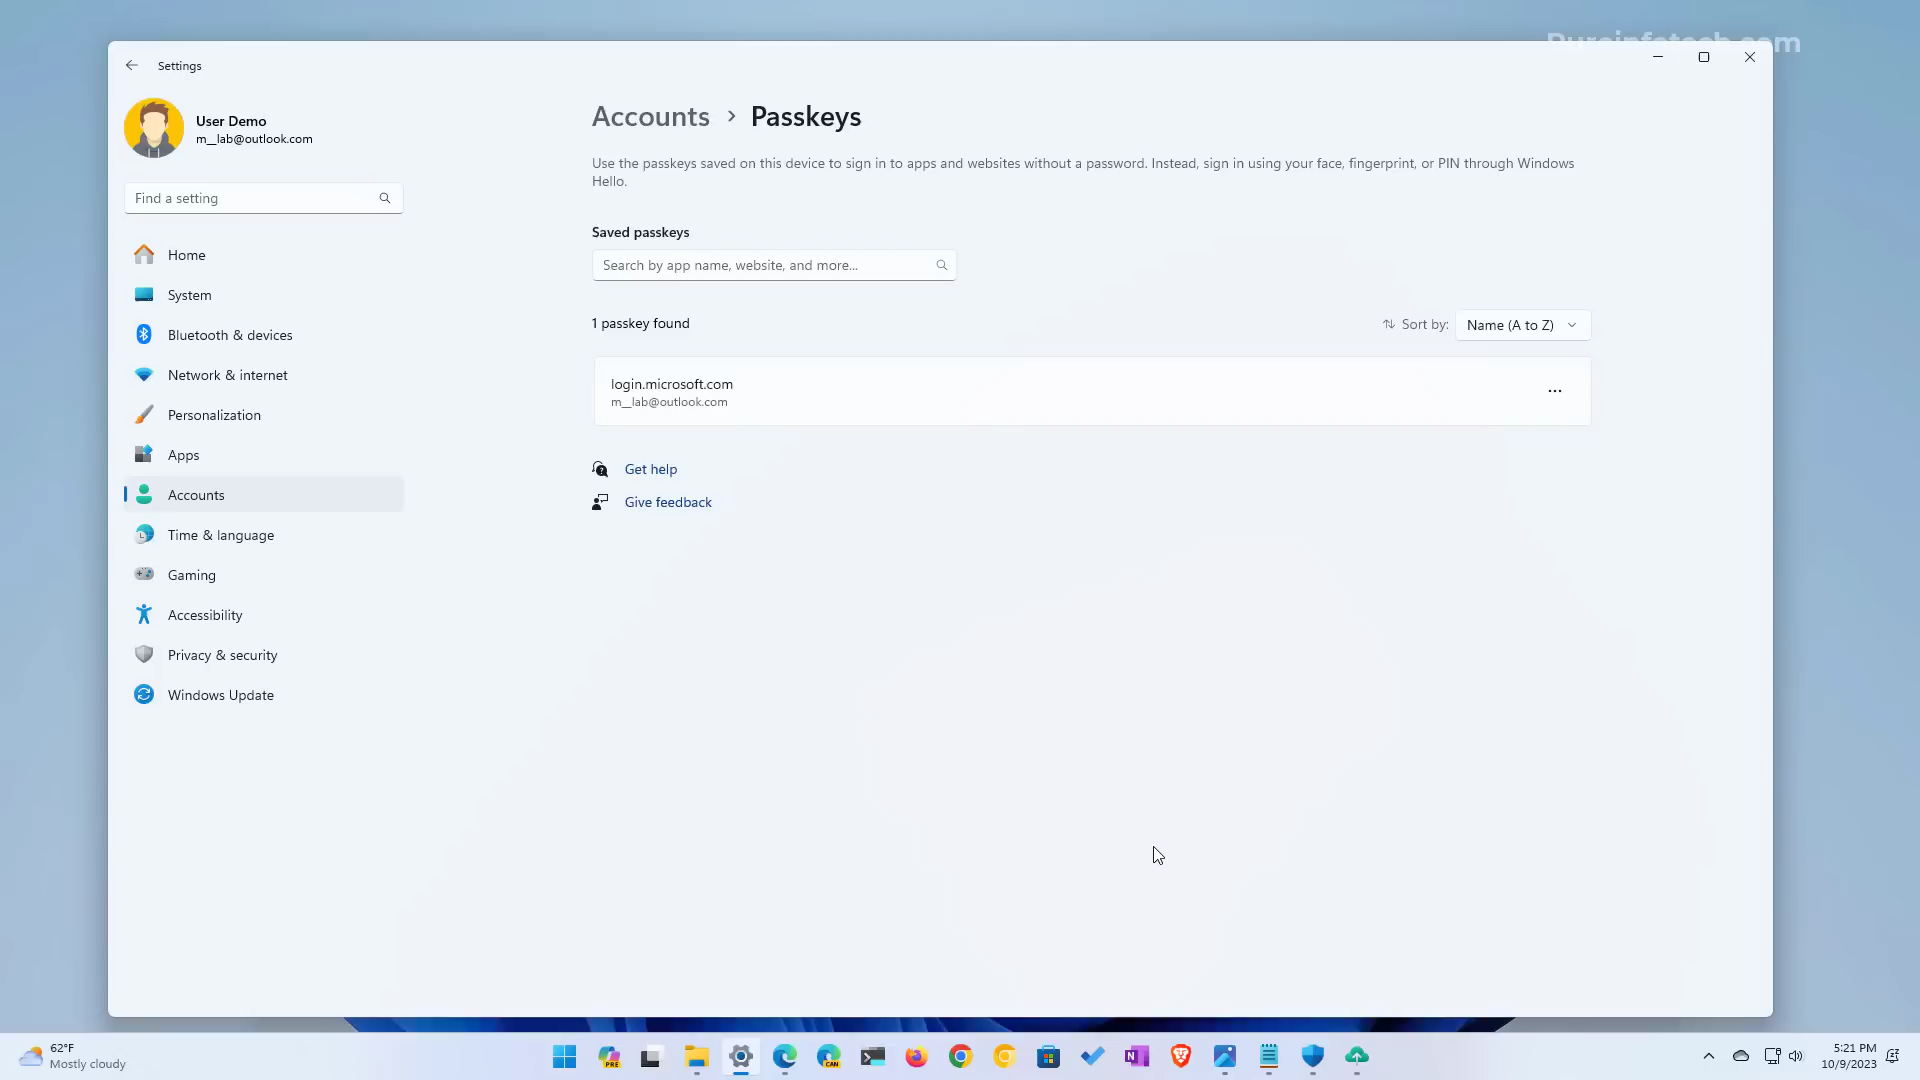 Pureinfotech.com
Settings
User Demo
m__lab@outlook.com
Find a setting
Home
System
Bluetooth & devices
Network & internet
Personalization
Apps
Accounts
Time & language
Gaming
Accessibility
Privacy & security
Windows Update
Accounts > Passkeys
Use the passkeys saved on this device to sign in to apps and websites without a password. Instead, sign in using your face, fingerprint, or PIN through Windows
Hello.
Saved passkeys
Search by app name, website, and more...
1 passkey found
Sort by: Name (A to Z)
login.microsoft.com
m__lab@outlook.com
Get help
Give feedback
62°F
Mostly cloudy
PRE
CAN
N
5:21 PM
10/9/2023